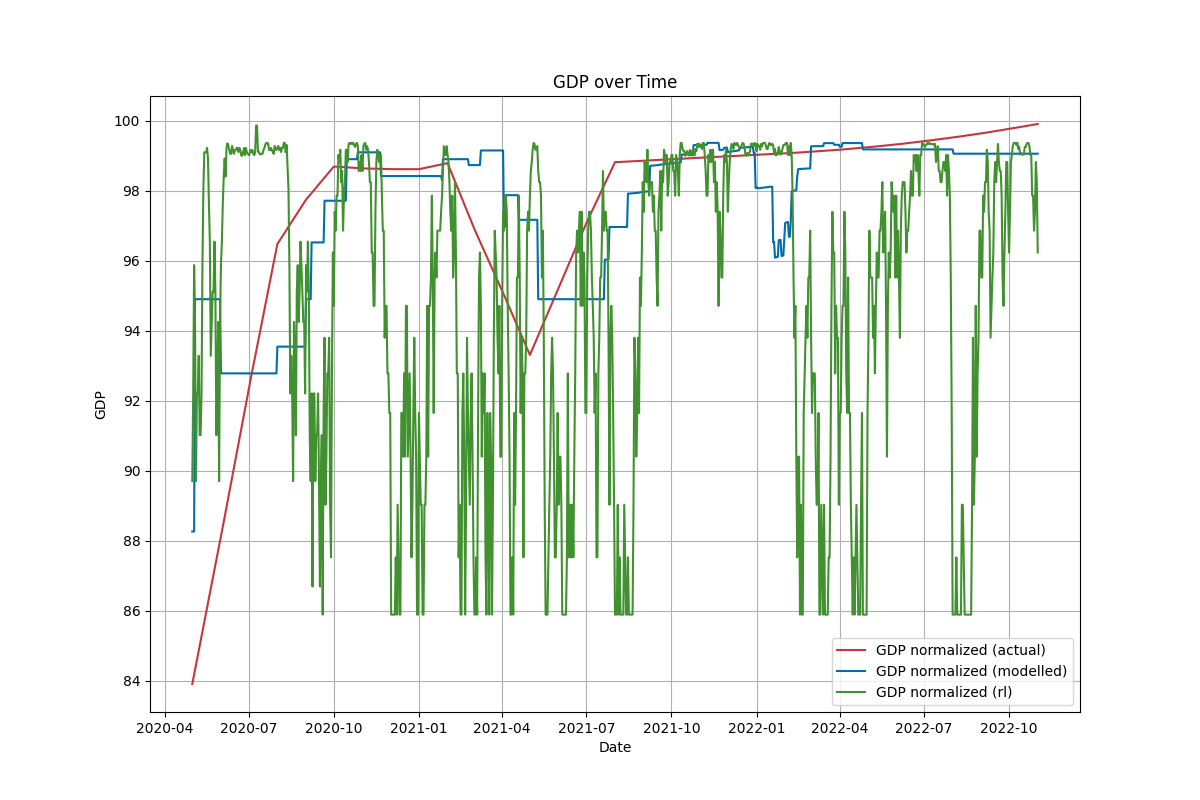 GDP over Time
GDP
100
98
96
94
92
90
88
86
84
2020-04 2020-07 2020-10 2021-01 2021-04 2021-07 2021-10 2022-01 2022-04 2022-07 2022-10
Date
GDP normalized (actual)
GDP normalized (modelled)
GDP normalized (rl)